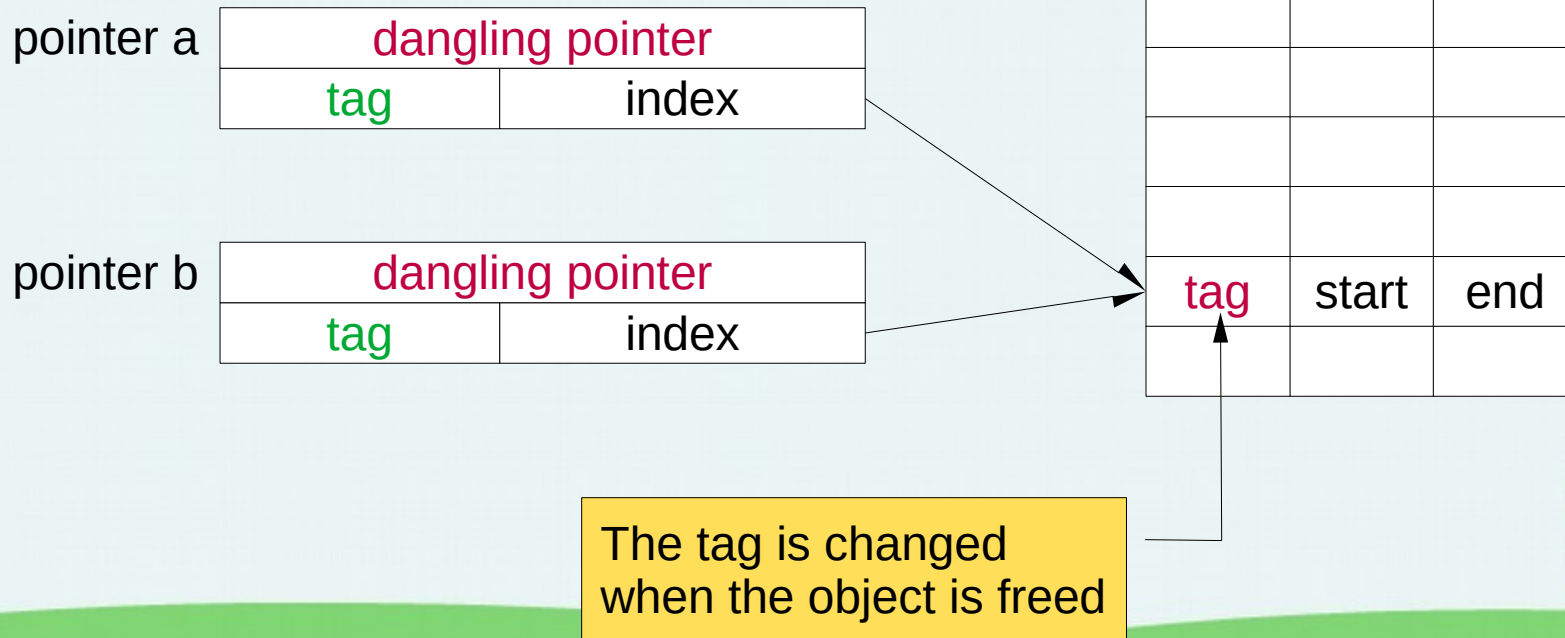 pointer a
dangling pointer
tag index
pointer b
dangling pointer
tag index
tag start end
The tag is changed
when the object is freed